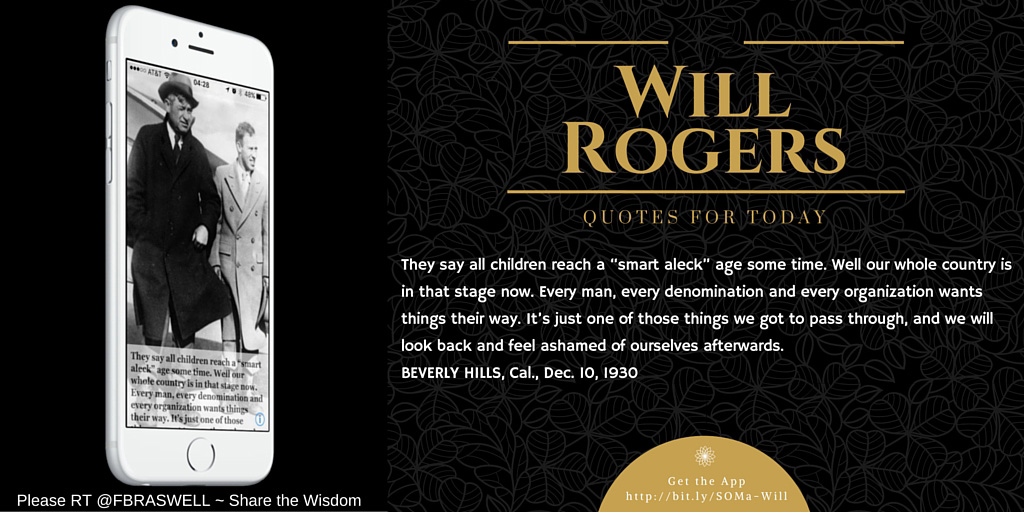 AT&T 04:28 48%
They say all children reach a "smart
aleck" age some time. Well our
whole country is in that stage now.
Every man, every denomination and
every organization wants things
their way. It's just one of those
Please RT @FBRASWELL ~ Share the Wisdom
WILL
ROGERS
QUOTES FOR TODAY
They say all children reach a "smart aleck" age some time. Well our whole country is
in that stage now. Every man, every denomination and every organization wants
things their way. It's just one of those things we got to pass through, and we will
look back and feel ashamed of ourselves afterwards.
BEVERLY HILLS, Cal., Dec. 10, 1930
Get the App
http://bit.ly/SOMa-Will